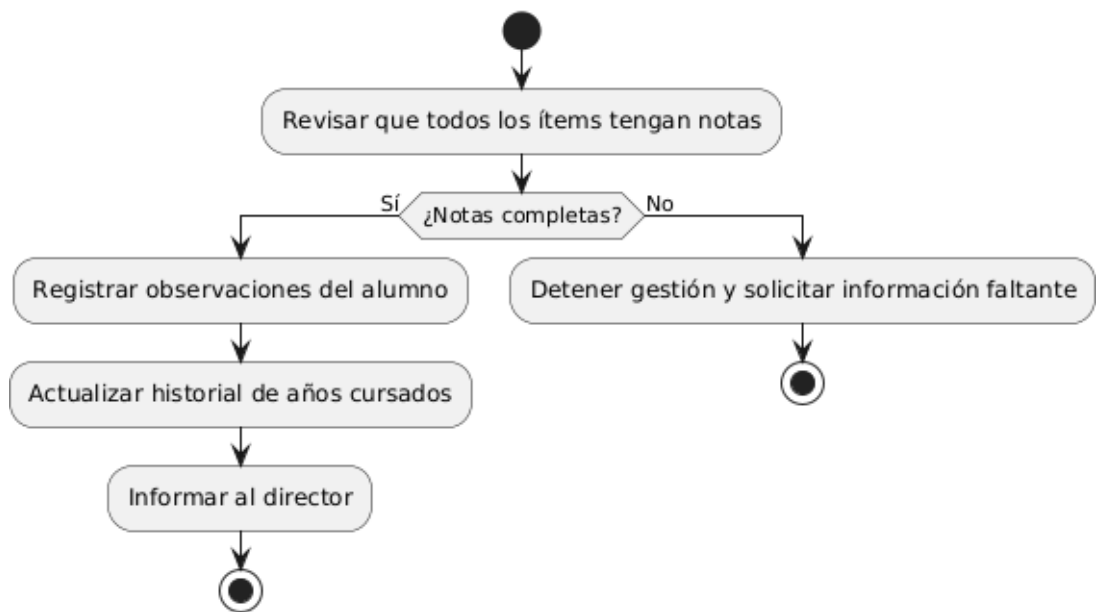 Revisar que todos los ítems tengan notas
Sí
¿Notas completas?
No
Registrar observaciones del alumno
Detener gestión y solicitar información faltante
Actualizar historial de años cursados
Informar al director